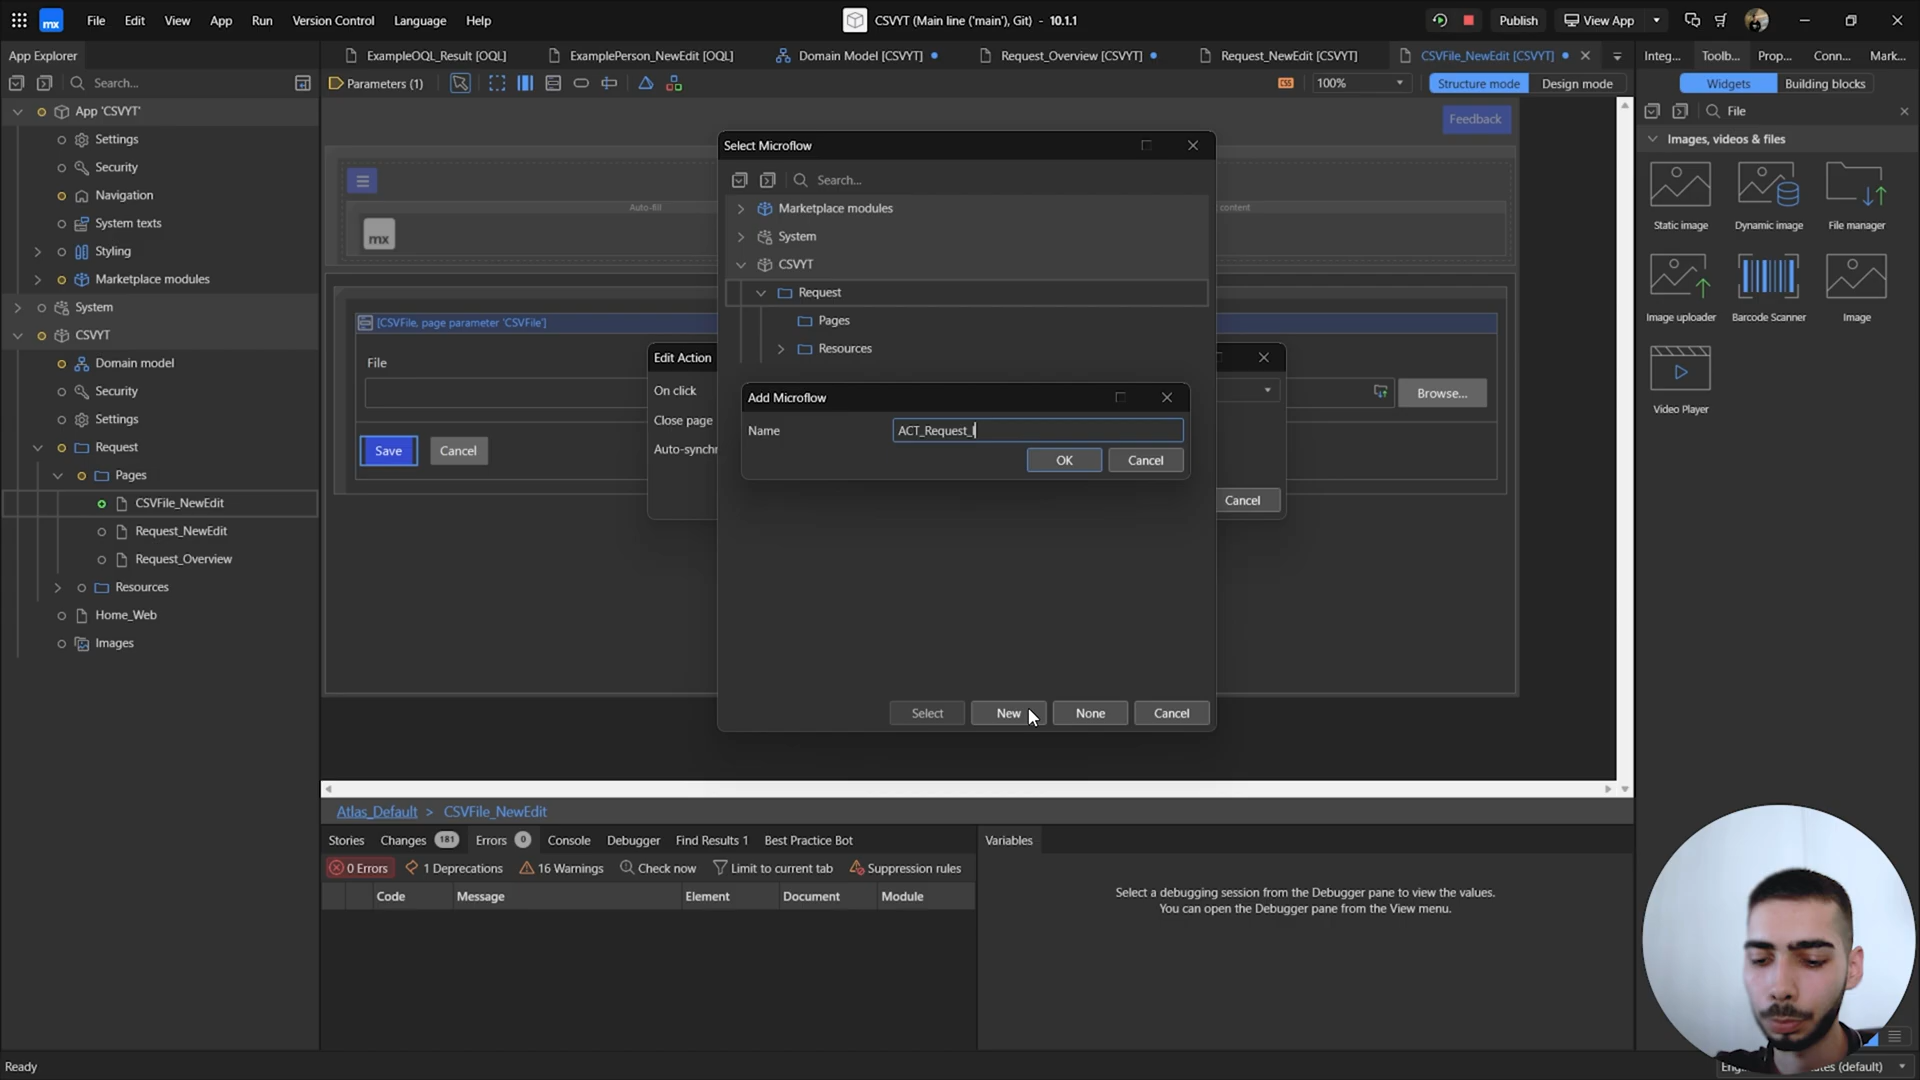 mx File Edit View App Run Version Control Language Help
CSVYT (Main line ('main'), Git) - 10.1.1
Publish View App
App Explorer
ExampleOQL_Result [OQL] ExamplePerson_NewEdit [OQL] Domain Model [CSVYT] Request_Overview [CSVYT] Request_NewEdit [CSVYT] CSVFile_NewEdit [CSVYT]
Integ... Toolb... Prop... Conn... Mark...
Search...
Parameters (1)
CSS 100% Structure mode Design mode
Widgets Building blocks
App 'CSVYT'
Settings
Security
Navigation
System texts
Styling
Marketplace modules
System
CSVYT
Domain model
Security
Settings
Request
Pages
CSVFile_NewEdit
Request_NewEdit
Request_Overview
Resources
Home_Web
Images
Feedback
Auto-fill
content
mx
[CSVFile, page parameter 'CSVFile']
File
Browse...
Save Cancel
Edit Action
On click
Close page
Auto-synchr
Cancel
Select Microflow
Search...
Marketplace modules
System
CSVYT
Request
Pages
Resources
Add Microflow
Name ACT_Request_I
OK Cancel
Select New None Cancel
File
Images, videos & files
Static image Dynamic image File manager
Image uploader Barcode Scanner Image
Video Player
Atlas_Default > CSVFile_NewEdit
Stories Changes 181 Errors 0 Console Debugger Find Results 1 Best Practice Bot
0 Errors 1 Deprecations 16 Warnings Check now Limit to current tab Suppression rules
Code Message Element Document Module
Variables
Select a debugging session from the Debugger pane to view the values.
You can open the Debugger pane from the View menu.
Ready
(default)